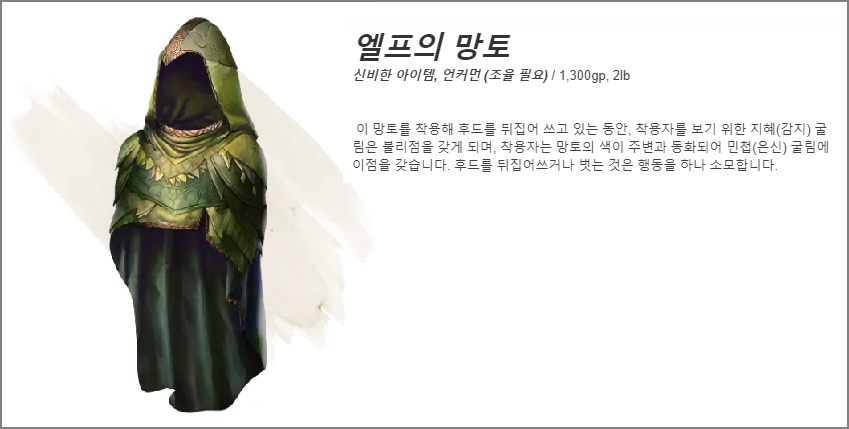 엘프의 망토
신비한 아이템, 언커먼 (조율 필요) / 1,300gp, 2lb
이 망토를 착용해 후드를 뒤집어 쓰고 있는 동안, 착용자를 보기 위한 지혜(감지) 굴
림은 불리점을 갖게 되며, 착용자는 망토의 색이 주변과 동화되어 민첩(은신) 굴림에
이점을 갖습니다. 후드를 뒤집어쓰거나 벗는 것은 행동을 하나 소모합니다.